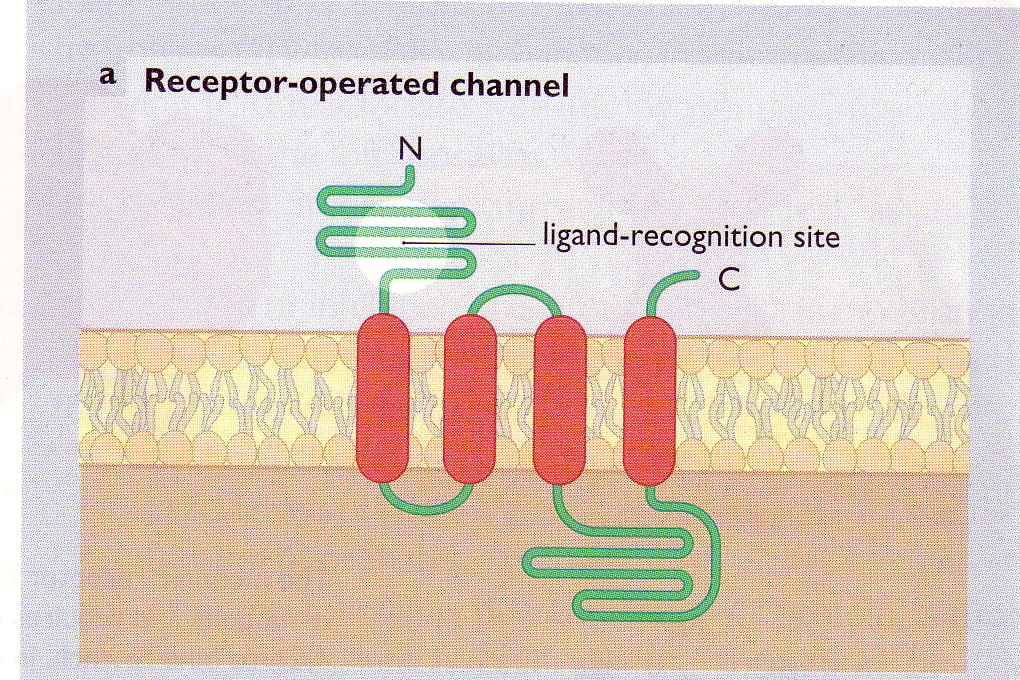 a Receptor-operated channel
N
ligand-recognition site
C